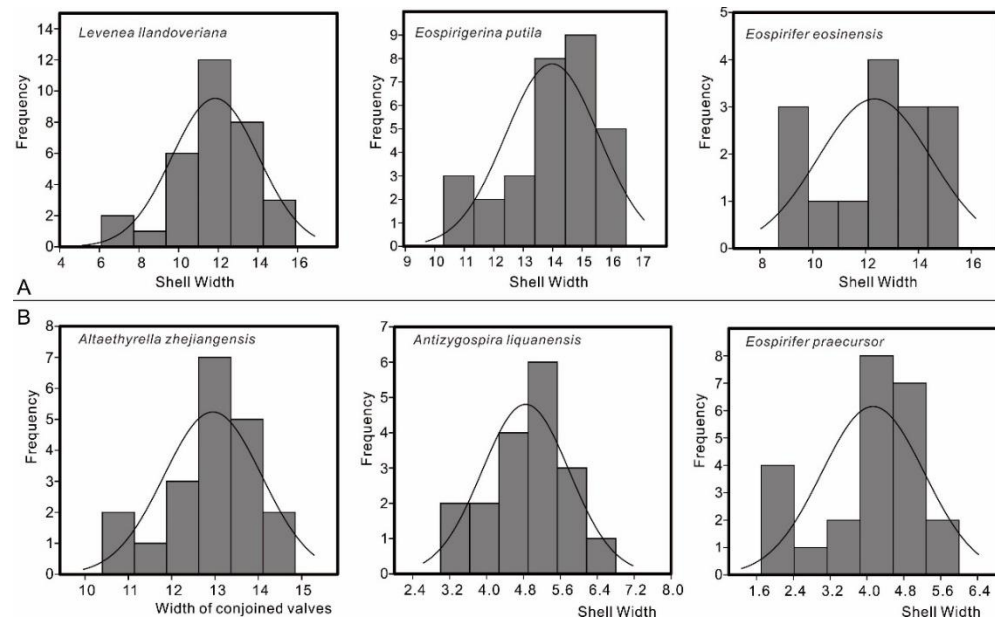 Levenea llandoveriana
Frequency
14
12
10
8
6
4
2
0
4 6 8 10 12 14 16
Shell Width
Eospirigerina putila
Frequency
9
8
7
6
5
4
3
2
1
0
9 10 11 12 13 14 15 16 17
Shell Width
Eospirifer eosinensis
Frequency
5
4
3
2
1
0
8 10 12 14 16
Shell Width
A
B
Altaethyrella zhejiangensis
Frequency
8
7
6
5
4
3
2
1
0
10 11 12 13 14 15
Width of conjoined valves
Antizygospira liquanensis
Frequency
7
6
5
4
3
2
1
0
2.4 3.2 4.0 4.8 5.6 6.4 7.2 8.0
Shell Width
Eospirifer praecursor
Frequency
8
6
5
4
3
2
1
0
1.6 2.4 3.2 4.0 4.8 5.6 6.4
Shell Width